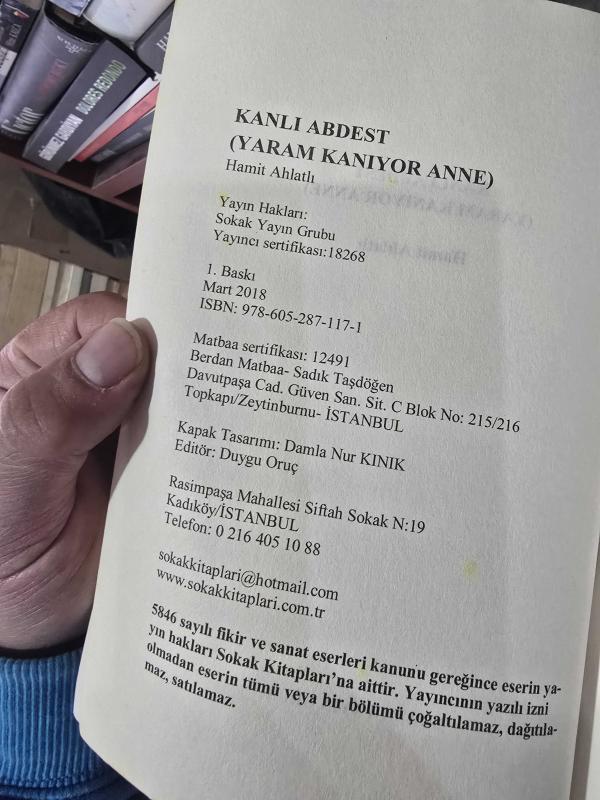 KANLI ABDEST
(YARAM KANIYOR ANNE)
Hamit Ahlatlı
Yayın Hakları:
Sokak Yayın Grubu
Yayıncı sertifikası:18268
1. Baskı
Mart 2018
ISBN: 978-605-287-117-1
Matbaa sertifikası: 12491
Berdan Matbaa- Sadık Taşdöğen
Davutpaşa Cad. Güven San. Sit. C Blok No: 215/216
Topkapı/Zeytinburnu- İSTANBUL
Kapak Tasarımı: Damla Nur KINIK
Editör: Duygu Oruç
Rasimpaşa Mahallesi Siftah Sokak N:19
Kadıköy/İSTANBUL
Telefon: 0 216 405 10 88
sokakkitaplari@hotmail.com
www.sokakkitaplari.com.tr
5846 sayılı fikir ve sanat eserleri kanunu gereğince eserin ya-
yın hakları Sokak Kitapları'na aittir. Yayıncının yazılı izni
olmadan eserin tümü veya bir bölümü çoğaltılamaz, dağıtıla-
maz, satılamaz.
DOLORES REDONDO